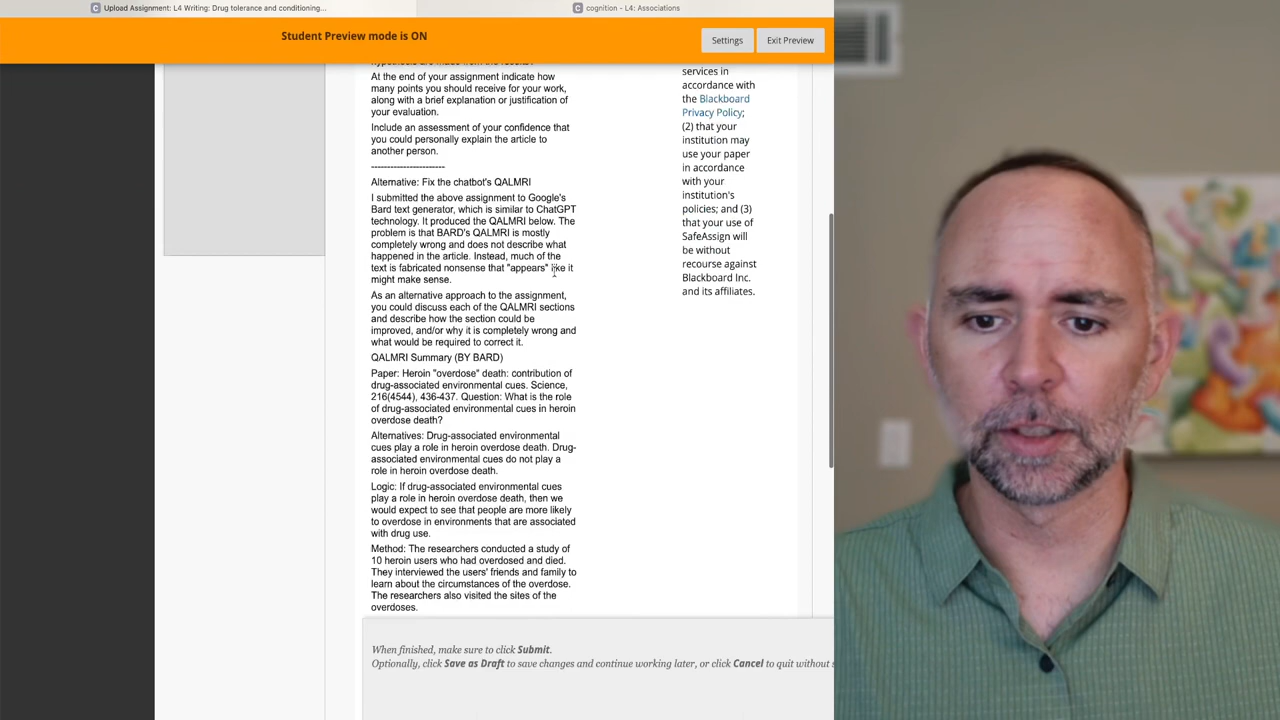 Upload Assignment: L4 Writing: Drug tolerance and conditioning...
cognition - L4: Associations
Student Preview mode is ON
Settings
Exit Preview
At the end of your assignment indicate how
many points you should receive for your work,
along with a brief explanation or justification of
your evaluation.
Include an assessment of your confidence that
you could personally explain the article to
another person.
-----------------------
Alternative: Fix the chatbot's QALMRI
I submitted the above assignment to Google's
Bard text generator, which is similar to ChatGPT
technology. It produced the QALMRI below. The
problem is that BARD's QALMRI is mostly
completely wrong and does not describe what
happened in the article. Instead, much of the
text is fabricated nonsense that "appears" like it
might make sense.
As an alternative approach to the assignment,
you could discuss each of the QALMRI sections
and describe how the section could be
improved, and/or why it is completely wrong and
what would be required to correct it.
QALMRI Summary (BY BARD)
Paper: Heroin "overdose" death: contribution of
drug-associated environmental cues. Science,
216(4544), 436-437. Question: What is the role
of drug-associated environmental cues in heroin
overdose death?
Alternatives: Drug-associated environmental
cues play a role in heroin overdose death. Drug-
associated environmental cues do not play a
role in heroin overdose death.
Logic: If drug-associated environmental cues
play a role in heroin overdose death, then we
would expect to see that people are more likely
to overdose in environments that are associated
with drug use.
Method: The researchers conducted a study of
10 heroin users who had overdosed and died.
They interviewed the users' friends and family to
learn about the circumstances of the overdose.
The researchers also visited the sites of the
overdoses.
services in
accordance with
the Blackboard
Privacy Policy;
(2) that your
institution may
use your paper
in accordance
with your
institution's
policies; and (3)
that your use of
SafeAssign will
be without
recourse against
Blackboard Inc.
and its affiliates.
When finished, make sure to click Submit.
Optionally, click Save as Draft to save changes and continue working later, or click Cancel to quit without